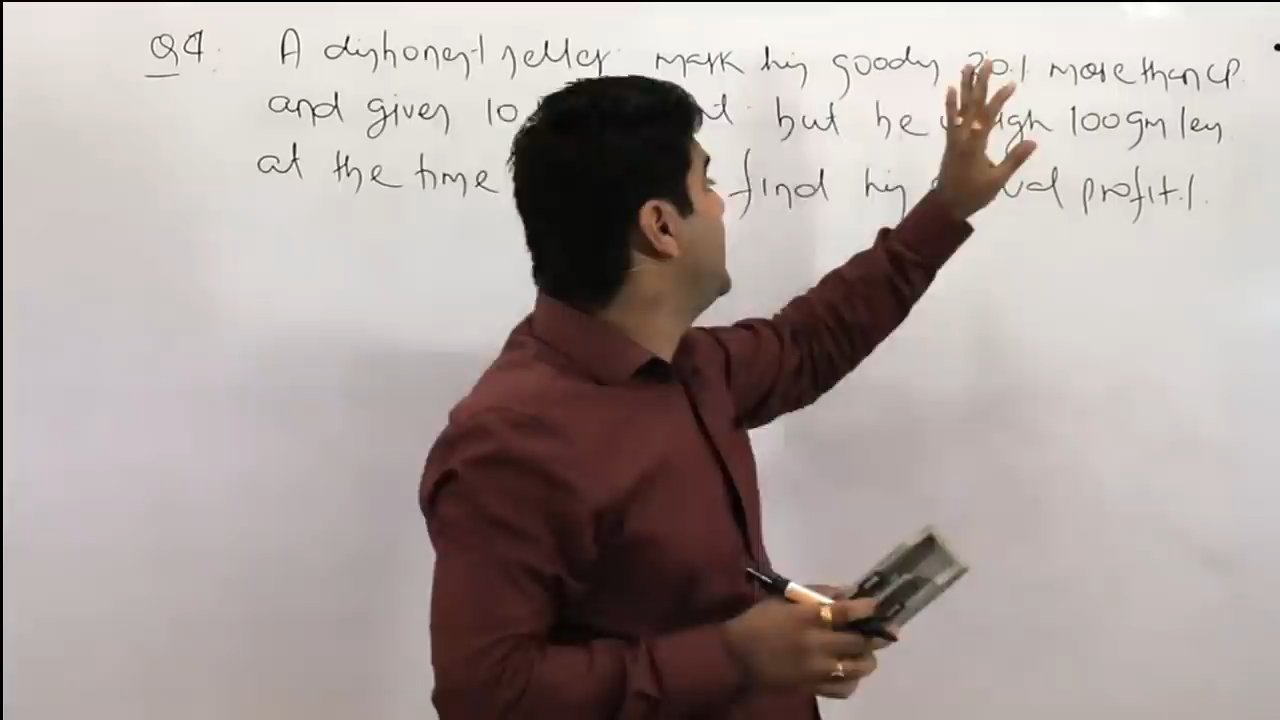 Q4. A dishonest seller mark his goods 20% more than CP
and gives 10 but he weigh 100gm less
at the time find his profit%.